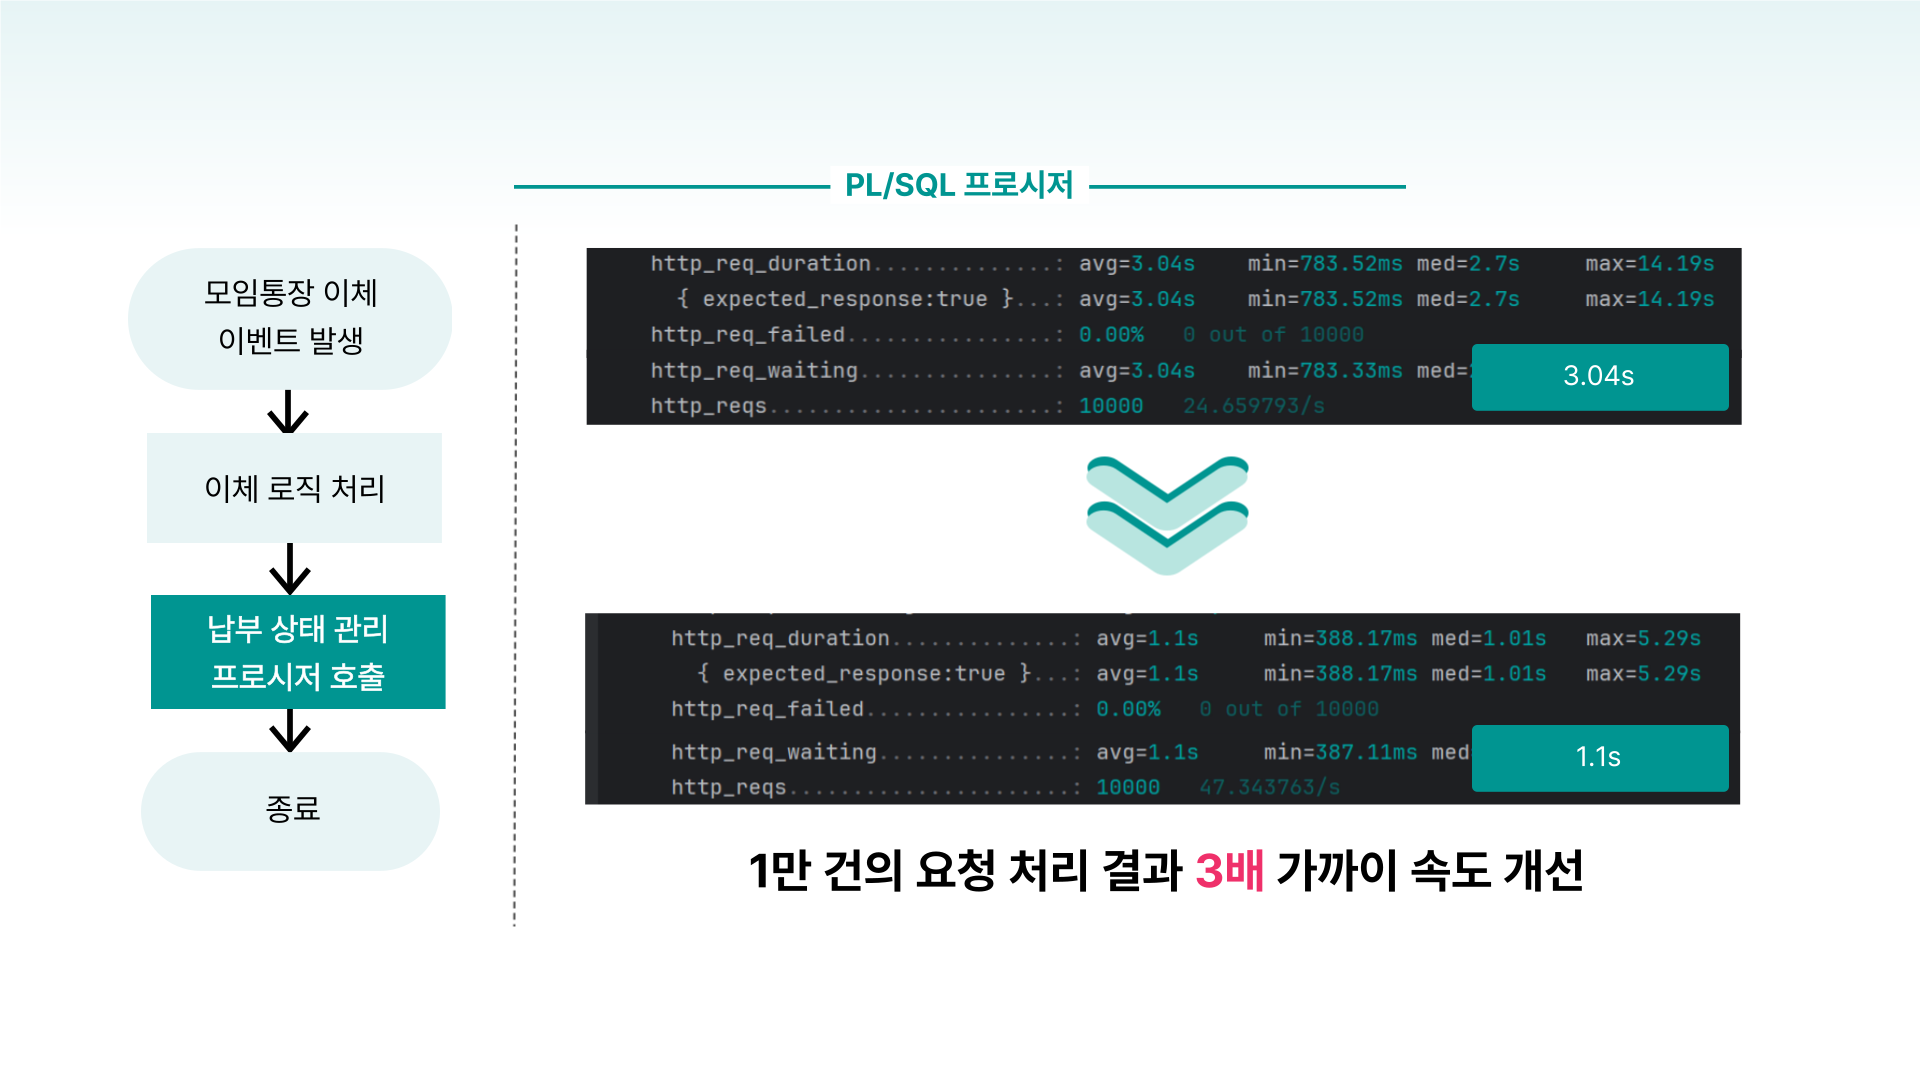 PL/SQL 프로시저
모임통장 이체
이벤트 발생
이체 로직 처리
납부 상태 관리
프로시저 호출
종료
http_req_duration..............: avg=3.04s min=783.52ms med=2.7s max=14.19s
{ expected_response:true }...: avg=3.04s min=783.52ms med=2.7s max=14.19s
http_req_failed................: 0.00% 0 out of 10000
http_req_waiting...............: avg=3.04s min=783.33ms med=
http_reqs......................: 10000 24.659793/s
3.04s
http_req_duration..............: avg=1.1s min=388.17ms med=1.01s max=5.29s
{ expected_response:true }...: avg=1.1s min=388.17ms med=1.01s max=5.29s
http_req_failed................: 0.00% 0 out of 10000
http_req_waiting...............: avg=1.1s min=387.11ms med
http_reqs......................: 10000 47.343763/s
1.1s
1만 건의 요청 처리 결과 3배 가까이 속도 개선